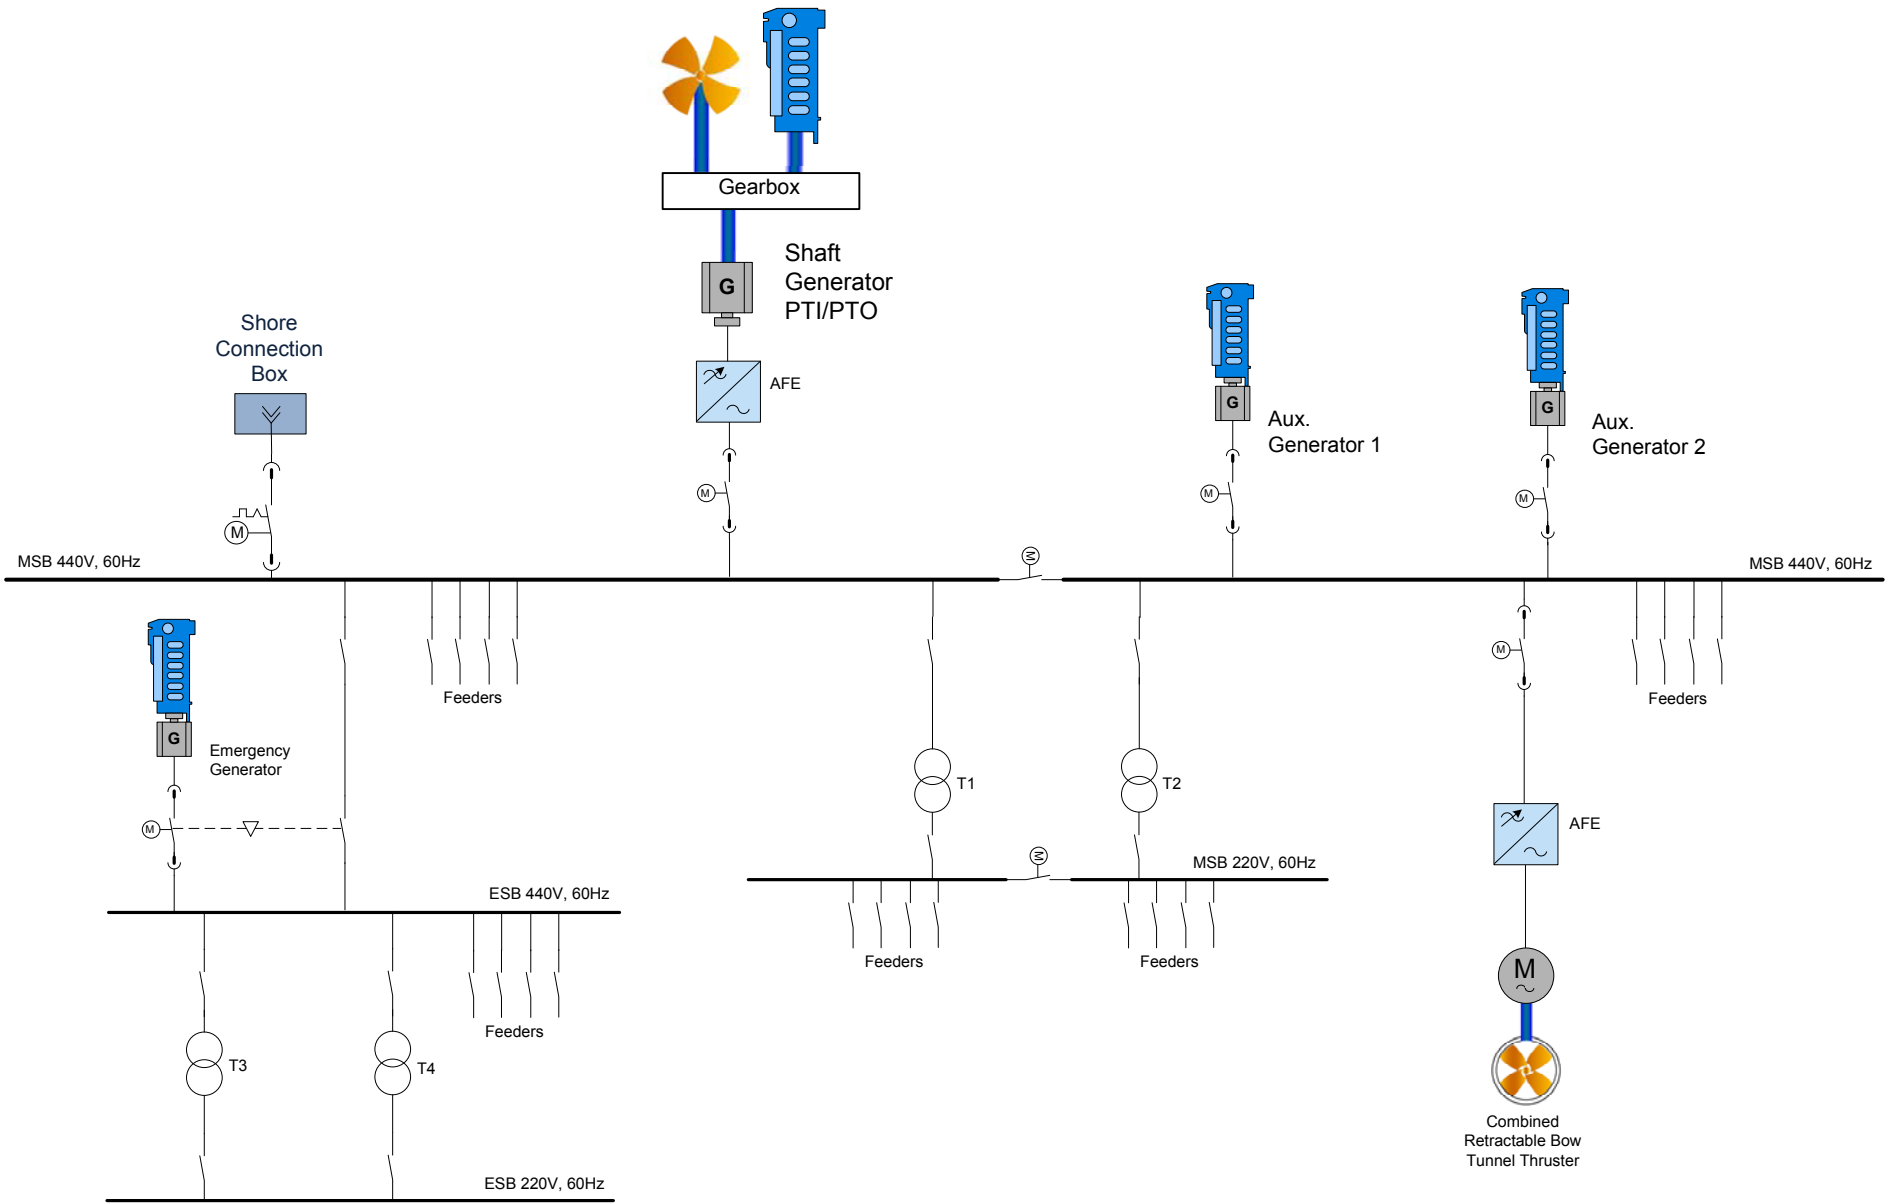 Gearbox
Shaft
Generator
PTI/PTO
G
AFE
M
Shore
Connection
Box
M
G
Aux.
Generator 1
M
G
Aux.
Generator 2
M
MSB 440V, 60Hz
M
MSB 440V, 60Hz
Feeders
G
Emergency
Generator
M
T1
T2
M
Feeders
AFE
MSB 220V, 60Hz
M
Feeders
Feeders
ESB 440V, 60Hz
Feeders
T3
T4
M
Combined
Retractable Bow
Tunnel Thruster
ESB 220V, 60Hz